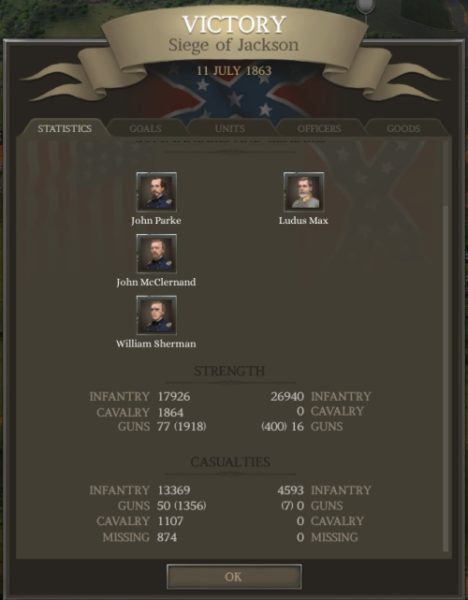 VICTORY
Siege of Jackson
11 JULY 1863
STATISTICS GOALS UNITS OFFICERS GOODS
John Parke Ludus Max
John McClernand
William Sherman
STRENGTH
INFANTRY 17926 26940 INFANTRY
CAVALRY 1864 0 CAVALRY
GUNS 77 (1918) (400) 16 GUNS
CASUALTIES
INFANTRY 13369 4593 INFANTRY
GUNS 50 (1356) (7) 0 GUNS
CAVALRY 1107 0 CAVALRY
MISSING 874 0 MISSING
OK